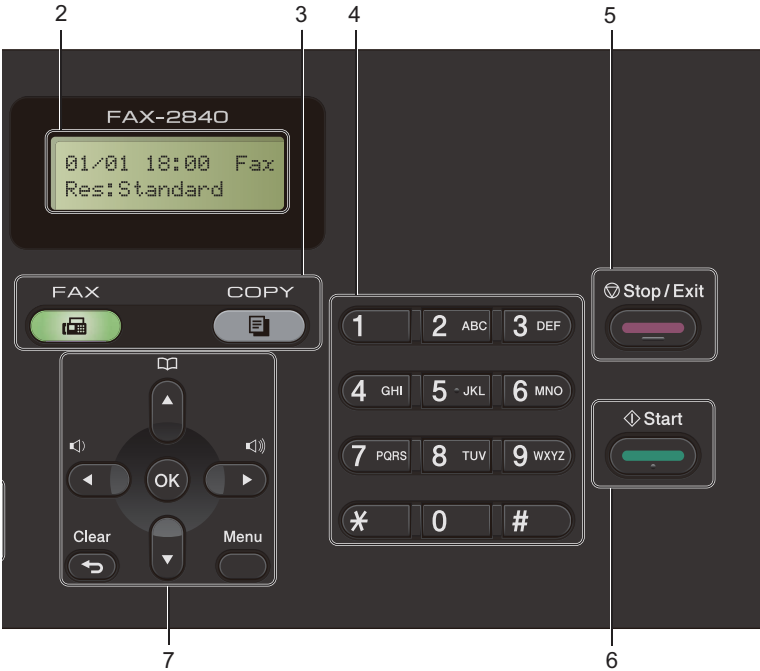 2 3 4 5
FAX-2840
01/01 18:00 Fax
Res:Standard
FAX COPY
Stop/Exit
1 2 ABC 3 DEF
4 GHI 5 JKL 6 MNO
Start
7 PQRS 8 TUV 9 WXYZ
OK
* 0 #
Clear Menu
7 6